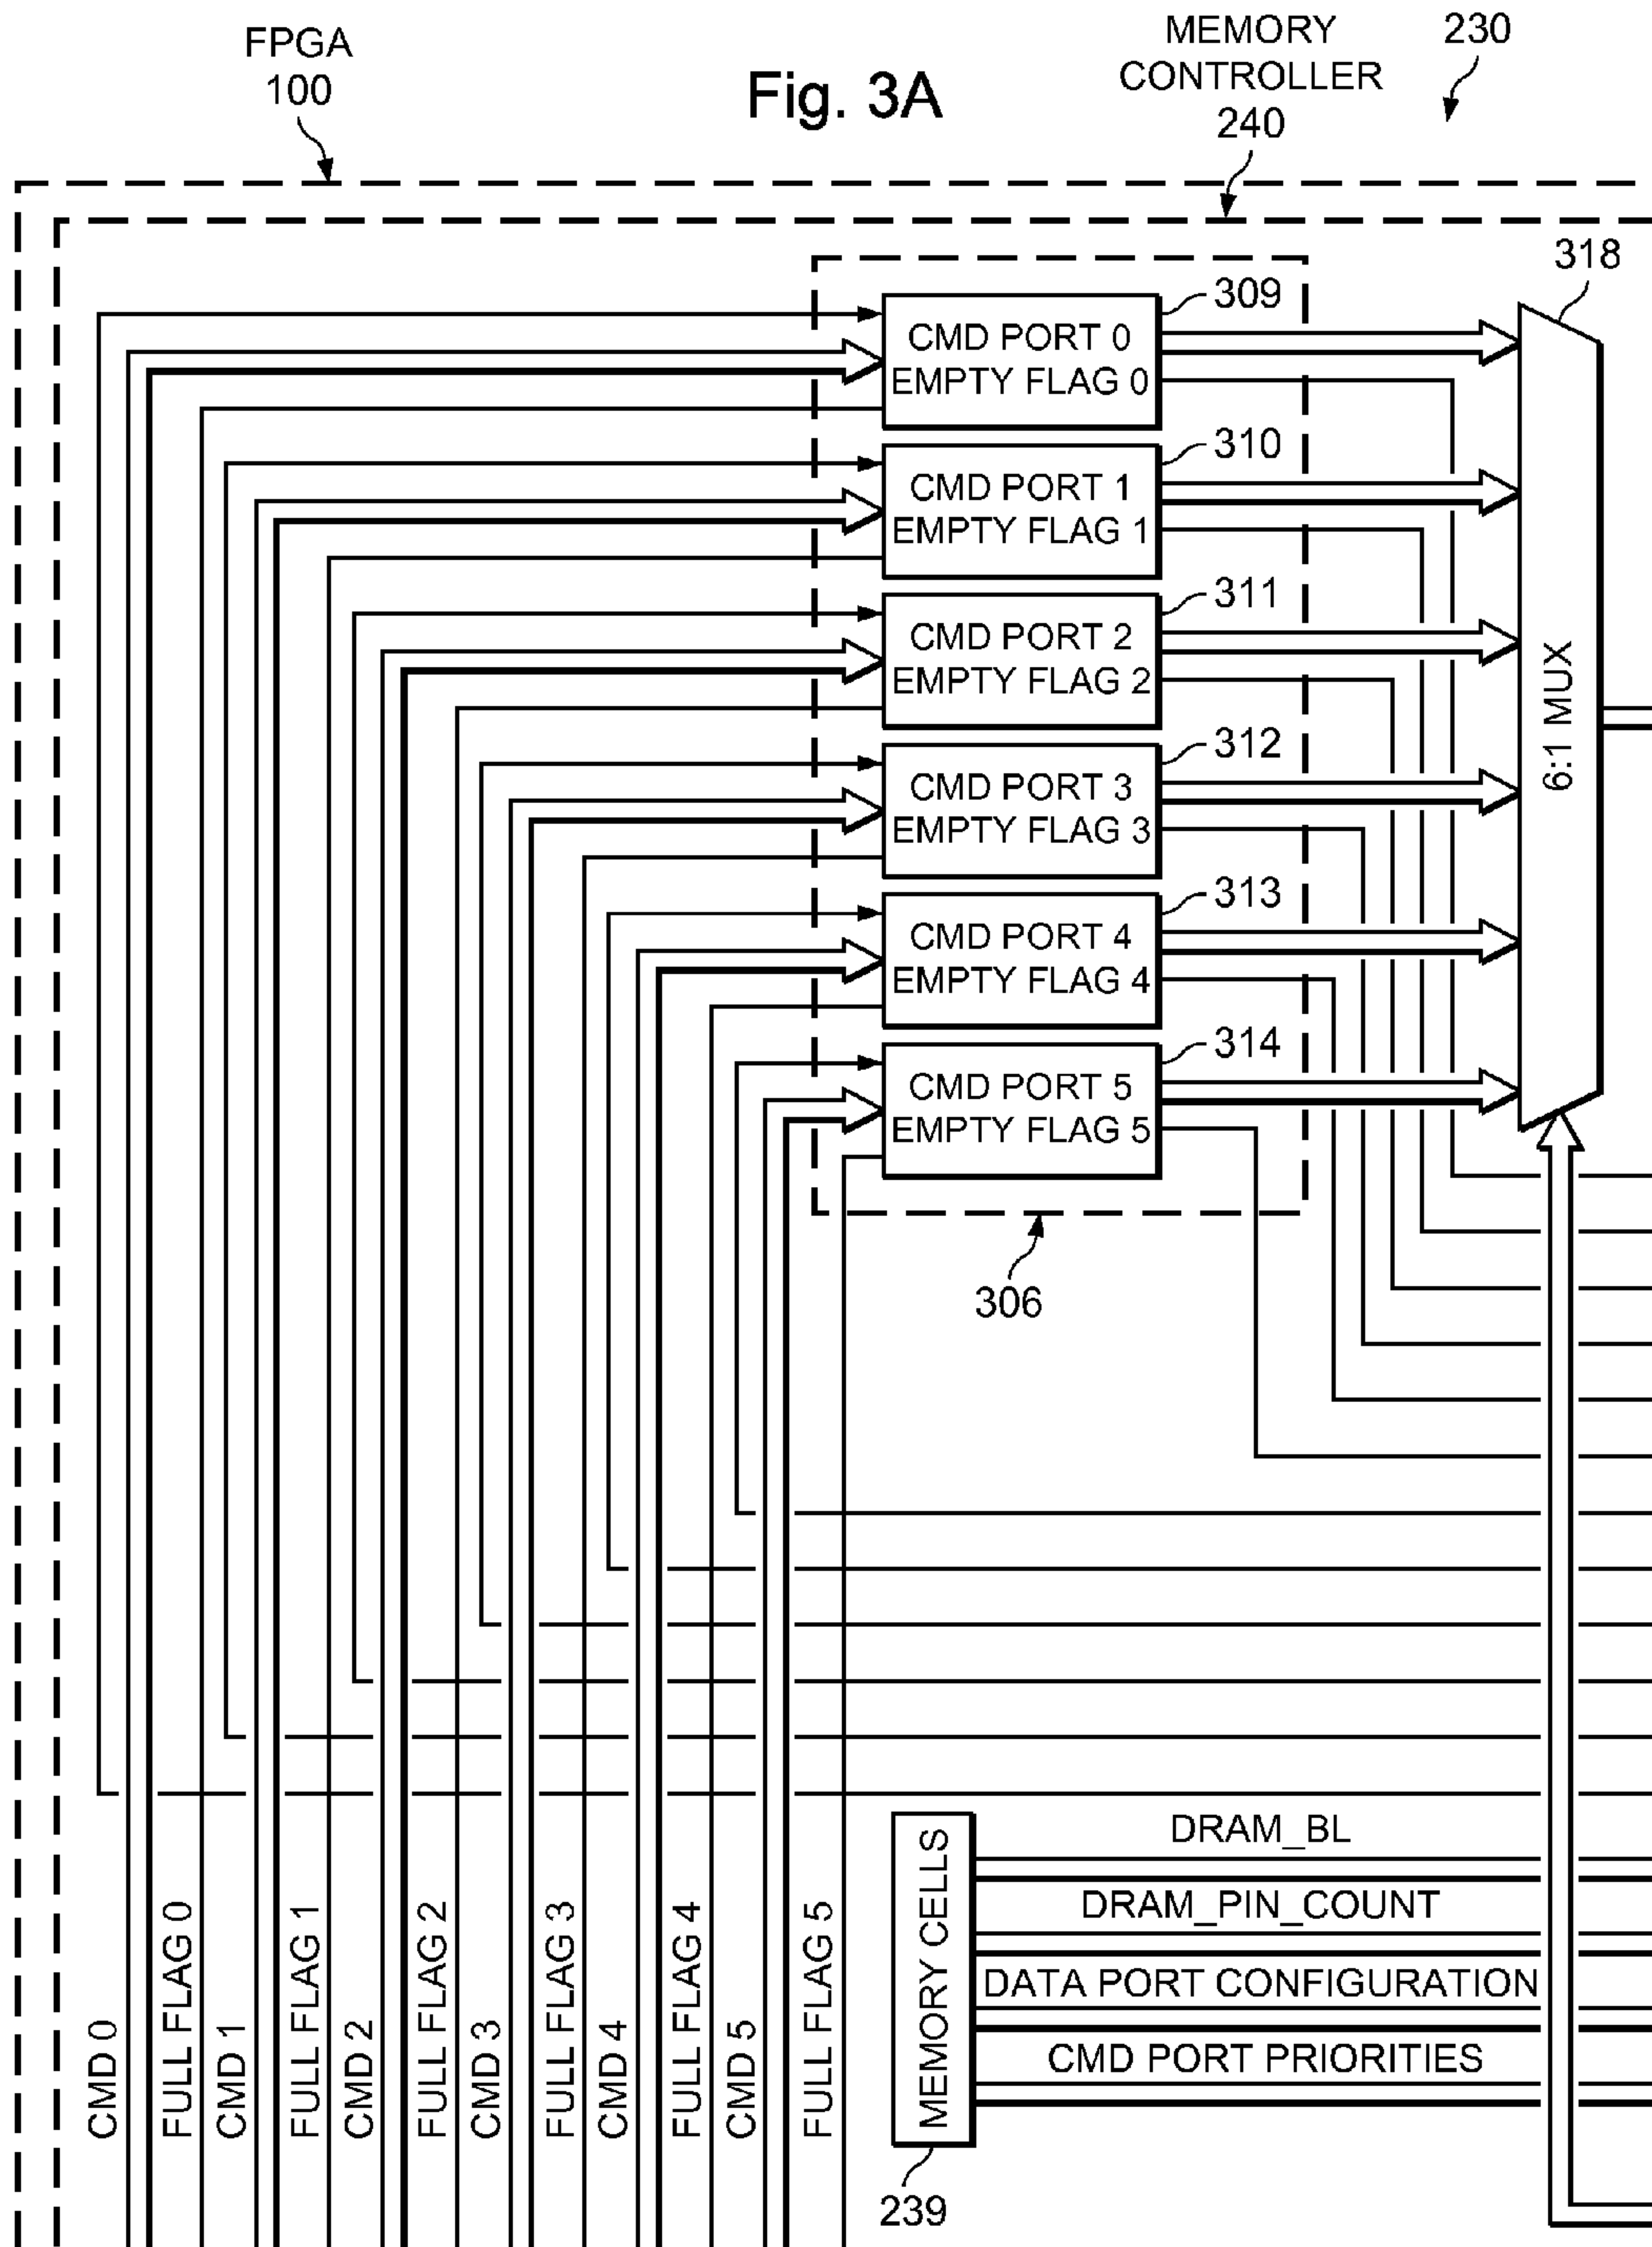 FPGA
100
Fig. 3A
MEMORY
CONTROLLER
240
230
318
309
CMD PORT 0
EMPTY FLAG 0
310
CMD PORT 1
EMPTY FLAG 1
311
CMD PORT 2
EMPTY FLAG 2
312
CMD PORT 3
EMPTY FLAG 3
313
CMD PORT 4
EMPTY FLAG 4
314
CMD PORT 5
EMPTY FLAG 5
6:1 MUX
306
CMD 0
FULL FLAG 0
CMD 1
FULL FLAG 1
CMD 2
FULL FLAG 2
CMD 3
FULL FLAG 3
CMD 4
FULL FLAG 4
CMD 5
FULL FLAG 5
MEMORY CELLS
DRAM_BL
DRAM_PIN_COUNT
DATA PORT CONFIGURATION
CMD PORT PRIORITIES
239